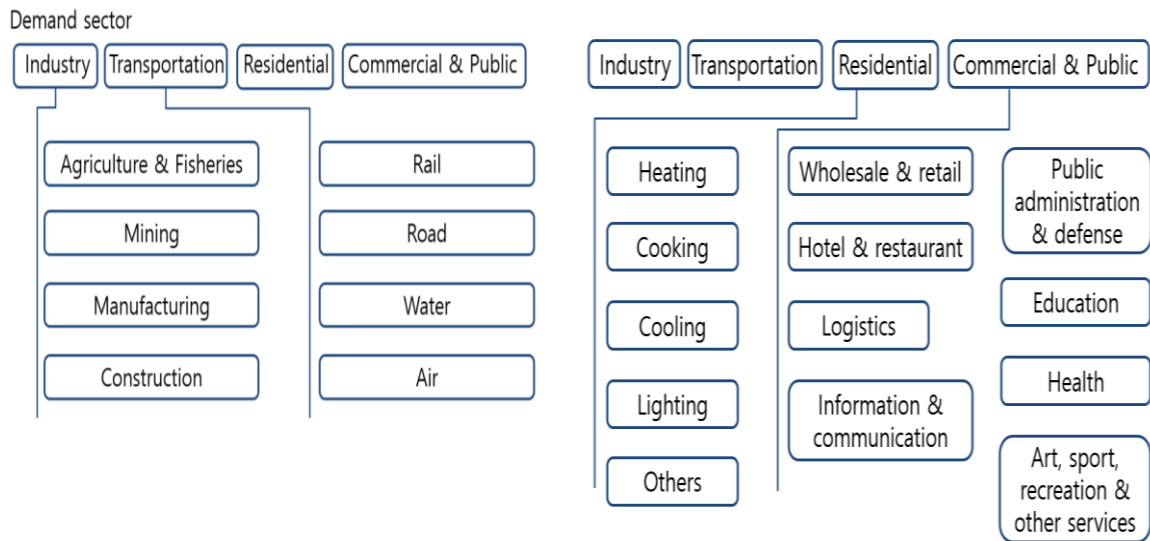 Demand sector
Industry
Transportation
Residential
Commercial & Public
Agriculture & Fisheries
Mining
Manufacturing
Construction
Rail
Road
Water
Air
Industry
Transportation
Residential
Commercial & Public
Heating
Cooking
Cooling
Lighting
Others
Wholesale & retail
Hotel & restaurant
Logistics
Information &
communication
Public
administration
& defense
Education
Health
Art, sport,
recreation &
other services